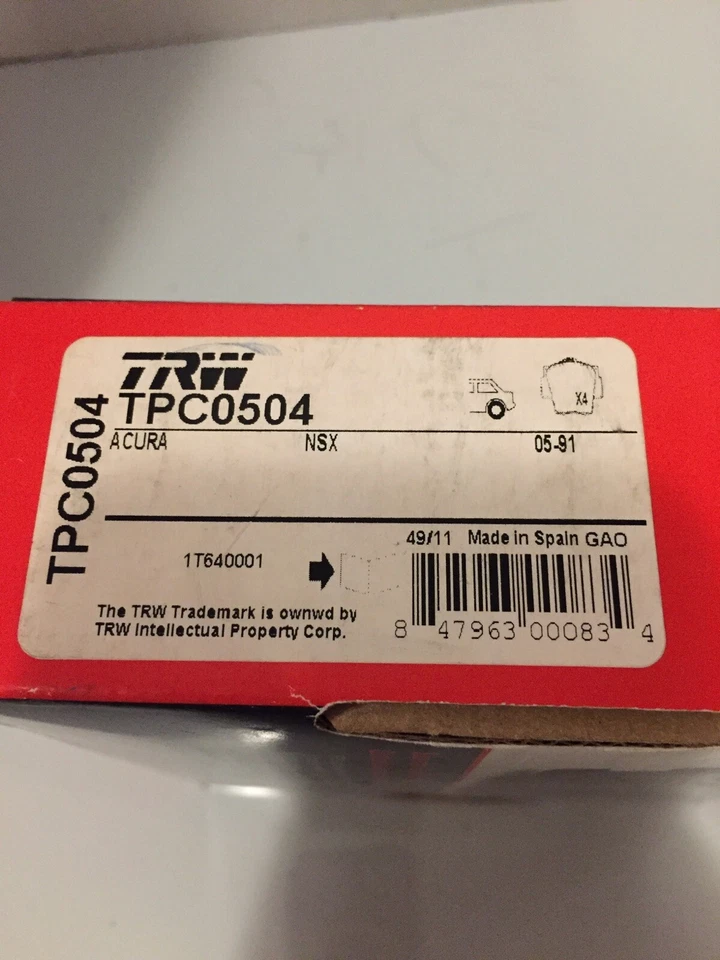 TRW
TPC0504
TPC0504
X4
ACURA NSX 05-91
49/11 Made in Spain GAO
1T640001
The TRW Trademark is ownwd by
TRW Intellectual Property Corp.
8 47963 00083 4